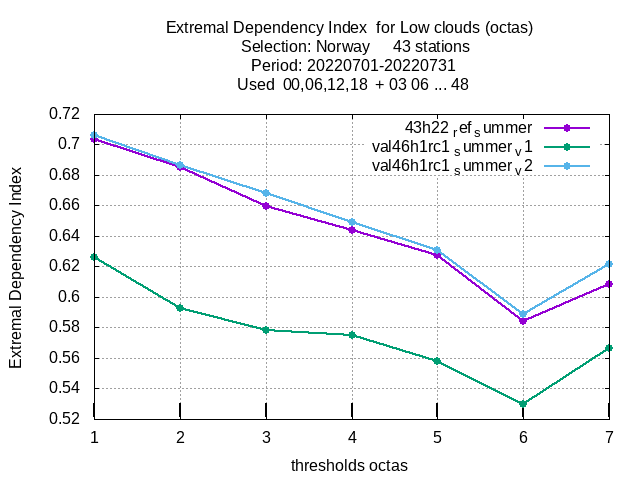 Extremal Dependency Index  for Low clouds (octas)
Selection: Norway     43 stations
Period: 20220701-20220731
Used  00,06,12,18  + 03 06 ... 48
0.72
0.7
0.68
0.66
0.64
0.62
0.6
0.58
0.56
0.54
0.52
Extremal Dependency Index
43h22 ref summer
val46h1rc1 summer v1
val46h1rc1 summer v2
1 2 3 4 5 6 7
thresholds octas